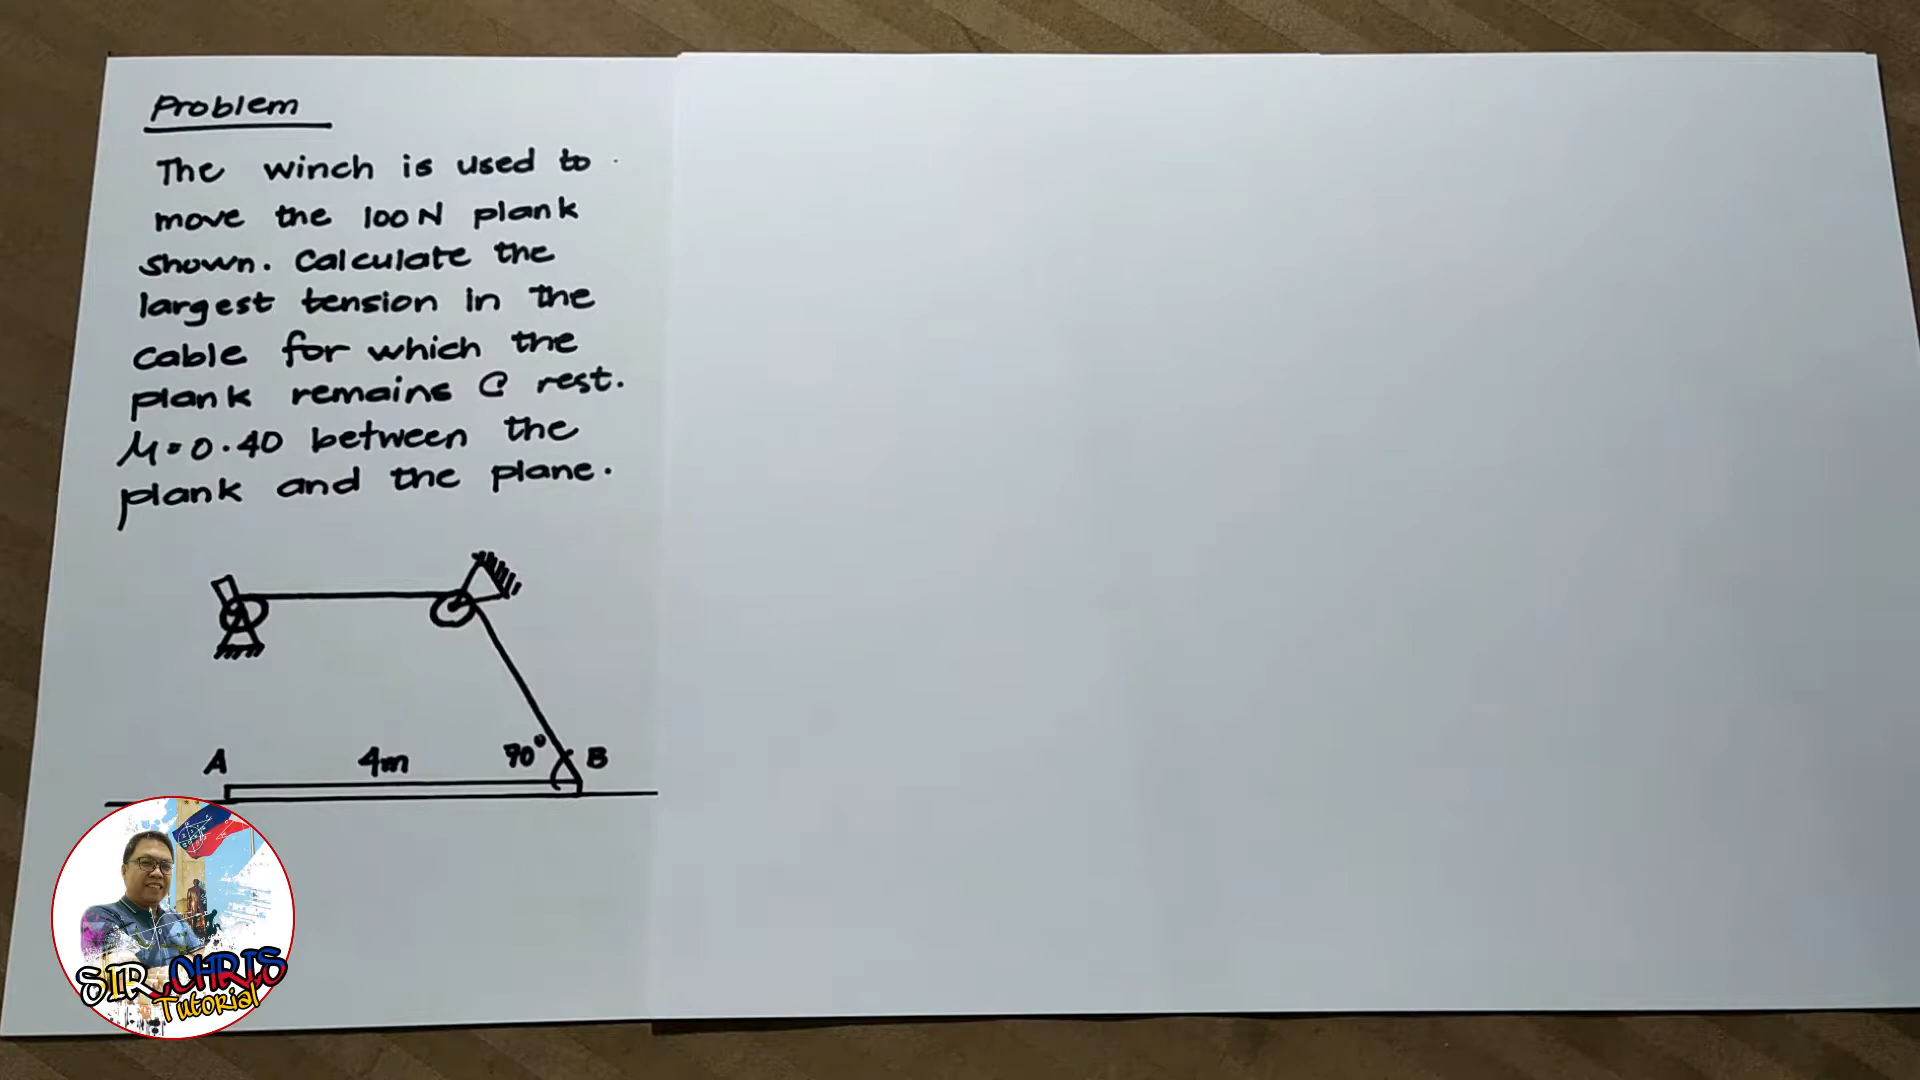 Problem
The winch is used to
move the 100N plank
shown. Calculate the
largest tension in the
cable for which the
plank remains @ rest.
μ=0.40 between the
plank and the plane.
A 4m 70° B
SIR CHRIS
Tutorial